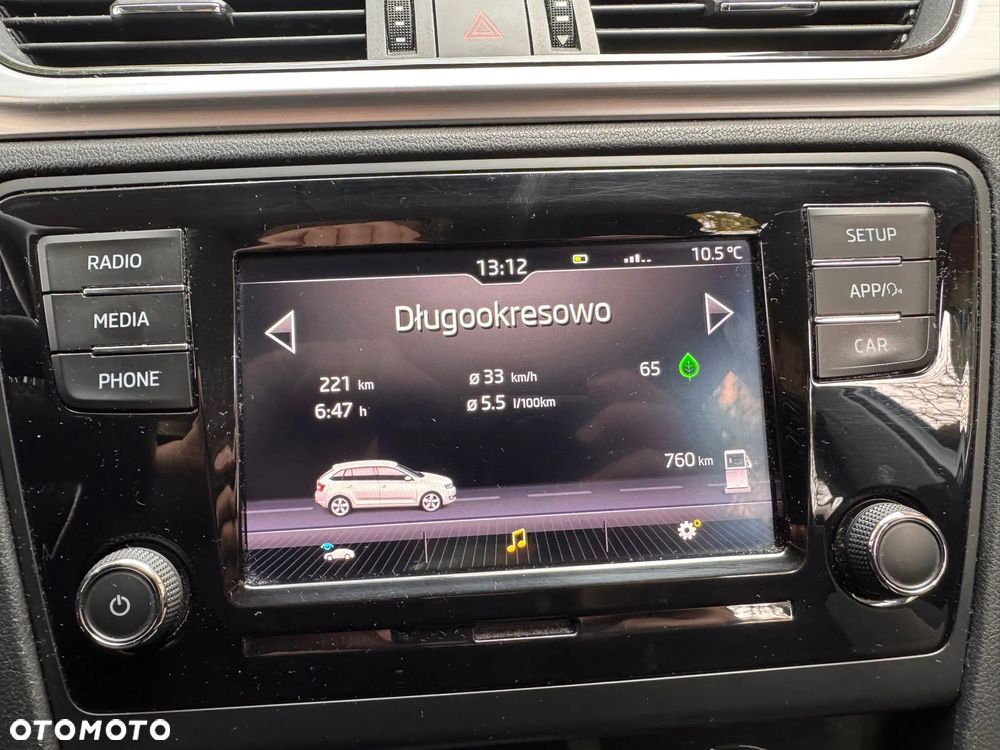 RADIO
MEDIA
PHONE
SETUP
APP/
CAR
13:12
10.5 °C
Długookresowo
221 km
6:47 h
ø 33 km/h
ø 5.5 l/100km
65
760 km
OTOMOTO